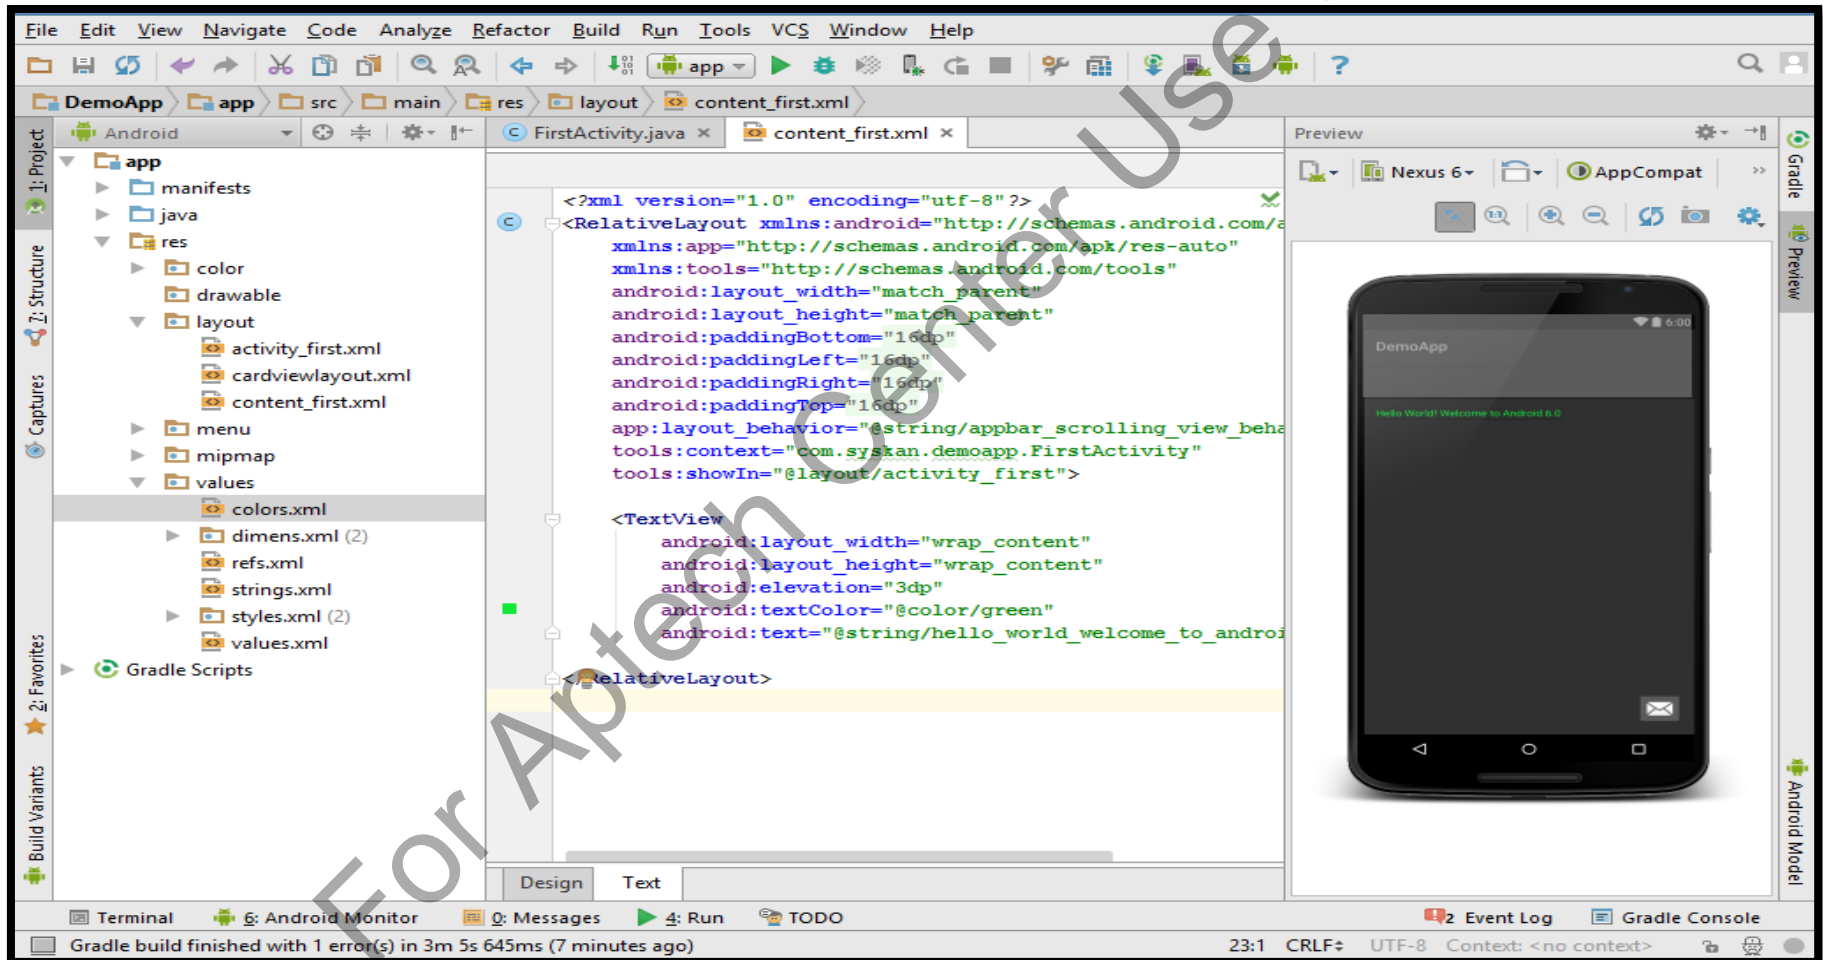 File Edit View Navigate Code Analyze Refactor Build Run Tools VCS Window Help
app
DemoApp app src main res layout content_first.xml
Android
FirstActivity.java content_first.xml
Preview
1: Project
7: Structure
Captures
2: Favorites
Build Variants
app
manifests
java
res
color
drawable
layout
activity_first.xml
cardviewlayout.xml
content_first.xml
menu
mipmap
values
colors.xml
dimens.xml (2)
refs.xml
strings.xml
styles.xml (2)
values.xml
Gradle Scripts
<?xml version="1.0" encoding="utf-8"?>
<RelativeLayout xmlns:android="http://schemas.android.com/a
xmlns:app="http://schemas.android.com/apk/res-auto"
xmlns:tools="http://schemas.android.com/tools"
android:layout_width="match_parent"
android:layout_height="match_parent"
android:paddingBottom="16dp"
android:paddingLeft="16dp"
android:paddingRight="16dp"
android:paddingTop="16dp"
app:layout_behavior="@string/appbar_scrolling_view_beha
tools:context="com.syskan.demoapp.FirstActivity"
tools:showIn="@layout/activity_first">
<TextView
android:layout_width="wrap_content"
android:layout_height="wrap_content"
android:elevation="3dp"
android:textColor="@color/green"
android:text="@string/hello_world_welcome_to_androi
</RelativeLayout>
Design Text
Nexus 6 AppCompat
6:00
DemoApp
Hello World! Welcome to Android 6.0
Gradle
Preview
Android Model
Terminal 6: Android Monitor 0: Messages 4: Run TODO 2 Event Log Gradle Console
Gradle build finished with 1 error(s) in 3m 5s 645ms (7 minutes ago) 23:1 CRLF UTF-8 Context: <no context>
For Aptech Center Use